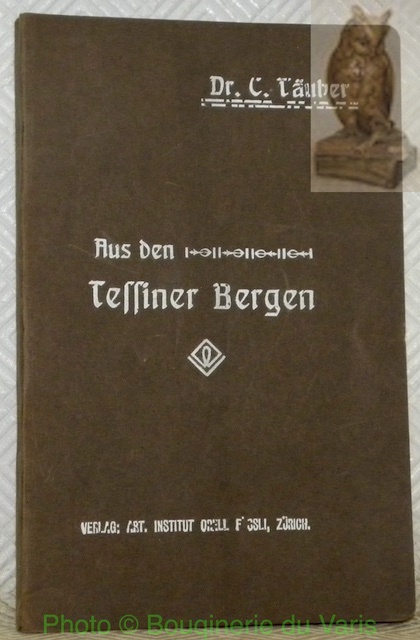 Dr. C. Täuber
Aus den
Tessiner Bergen
VERLAG: ART. INSTITUT ORELL FÜSSLI, ZÜRICH.
Photo © Bouquinerie du Varis